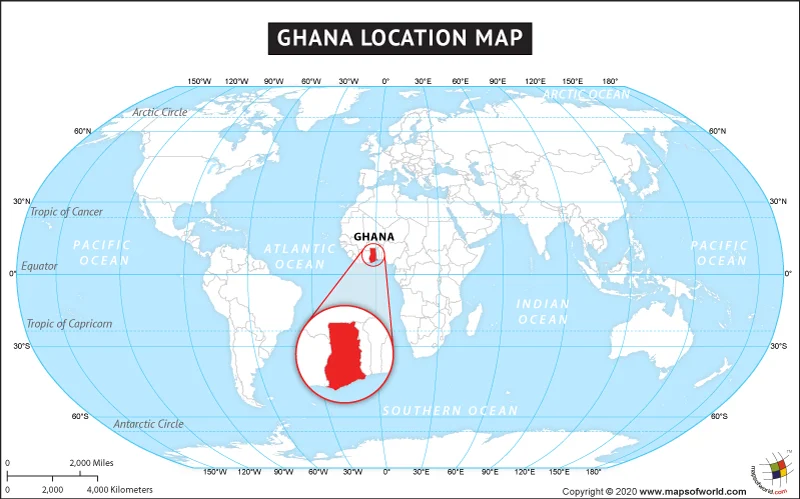 GHANA LOCATION MAP
150°W 120°W 90°W 60°W 30°W 0° 30°E 60°E 90°E 120°E 150°E 180°
ARCTIC OCEAN
Arctic Circle
60°N 60°N
30°N 30°N
Tropic of Cancer
GHANA
PACIFIC
OCEAN
ATLANTIC
OCEAN
PACIFIC
OCEAN
Equator
0° 0°
INDIAN
OCEAN
Tropic of Capricorn
30°S 30°S
SOUTHERN OCEAN
60°S 60°S
Antarctic Circle
150°W 120°W 90°W 60°W 30°W 0° 30°E 60°E 90°E 120°E 150°E 180°
0 2,000 Miles
0 2,000 4,000 Kilometers
TM
Copyright © 2020 www.mapsofworld.com